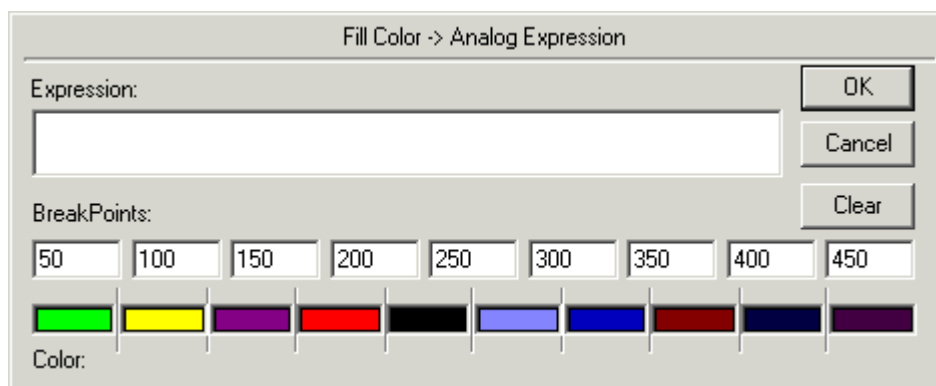 Fill Color -> Analog Expression
Expression:
OK
Cancel
Clear
BreakPoints:
50 100 150 200 250 300 350 400 450
Color: